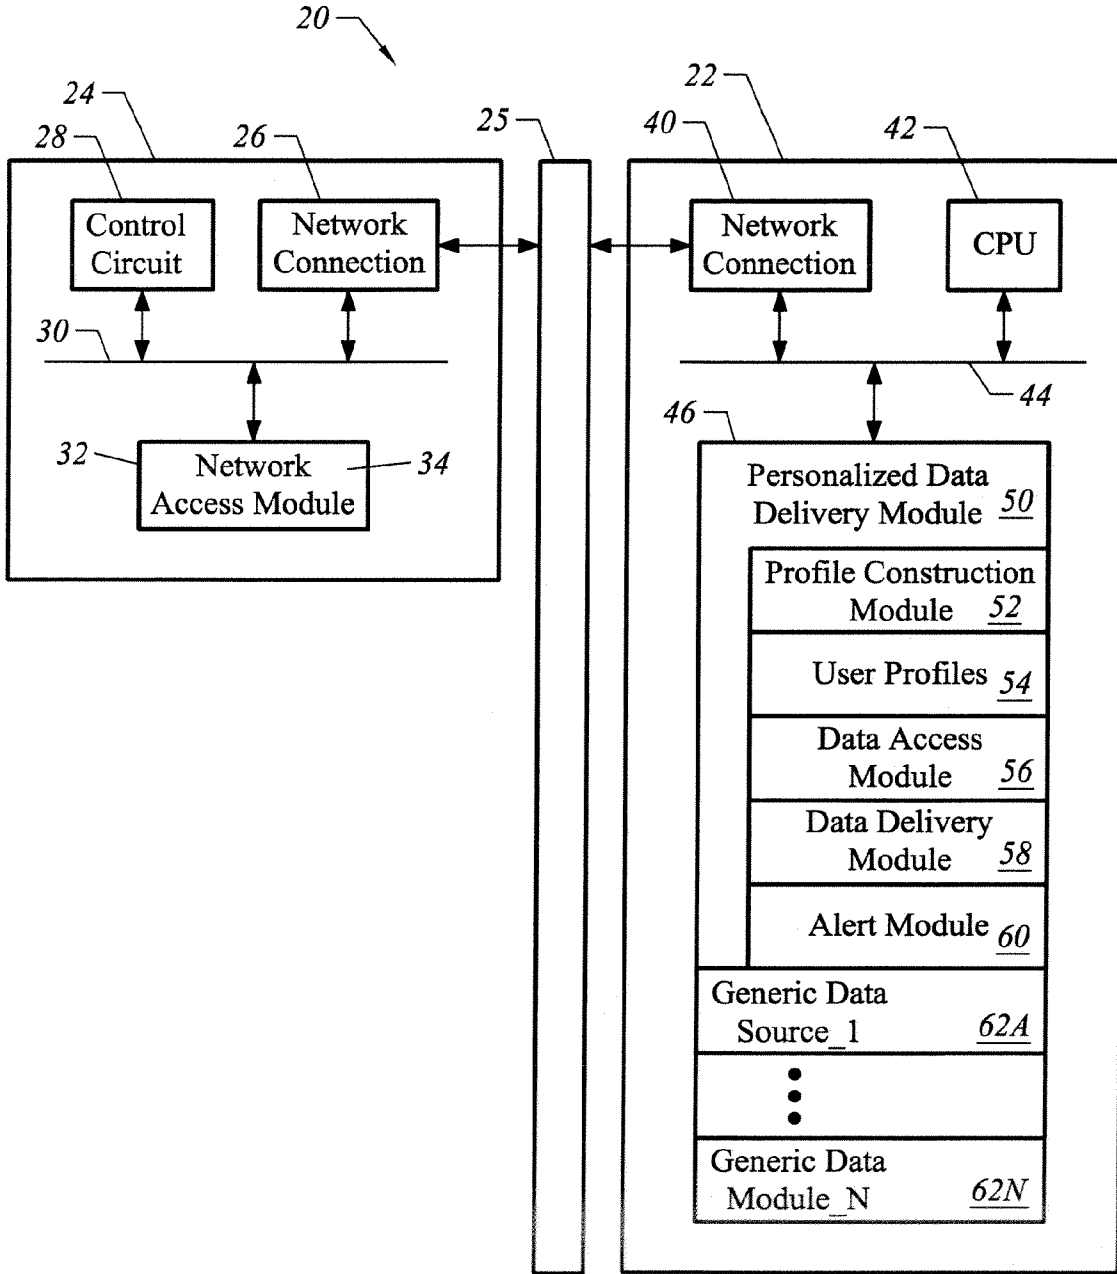 20
24
28
26
25
22
40
42
Control
Circuit
Network
Connection
Network
Connection
CPU
30
44
32
Network
Access Module
34
46
Personalized Data
Delivery Module 50
Profile Construction
Module 52
User Profiles 54
Data Access
Module 56
Data Delivery
Module 58
Alert Module 60
Generic Data
Source_1 62A
Generic Data
Module_N 62N